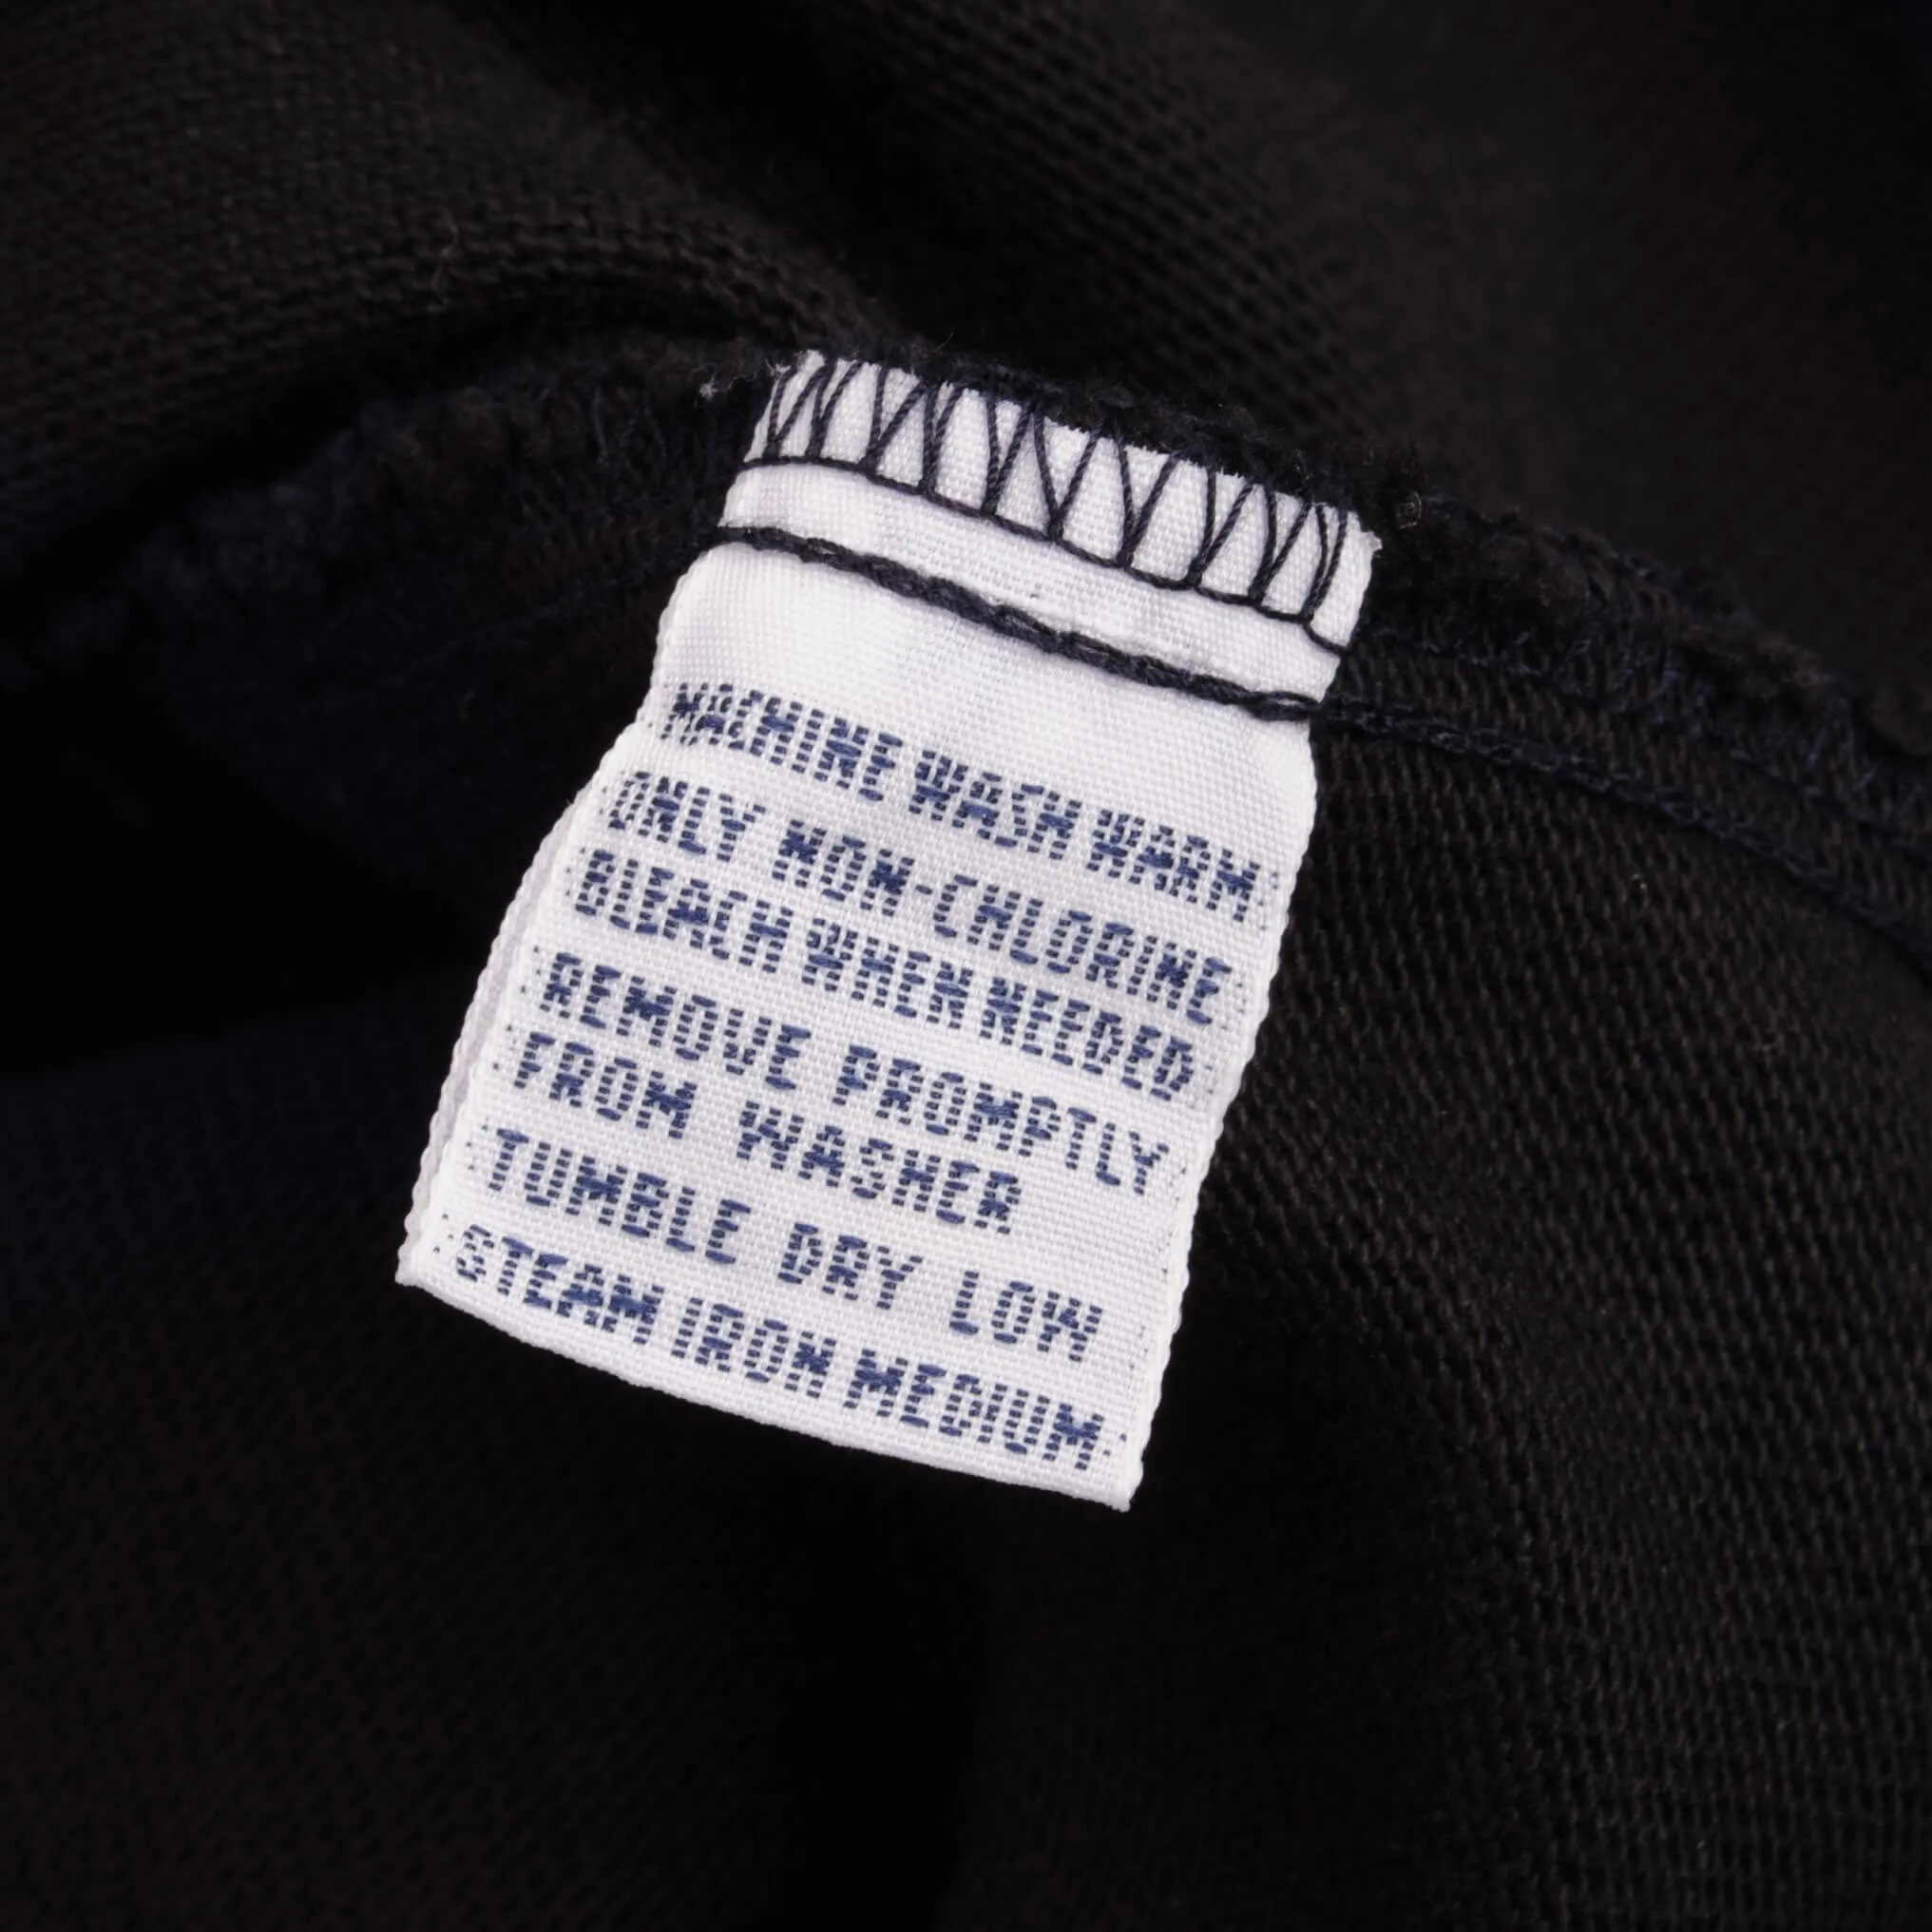 MACHINE WASH WARM
ONLY NON-CHLORINE
BLEACH WHEN NEEDED
REMOVE PROMPTLY
FROM WASHER
TUMBLE DRY LOW
STEAM IRON MEDIUM